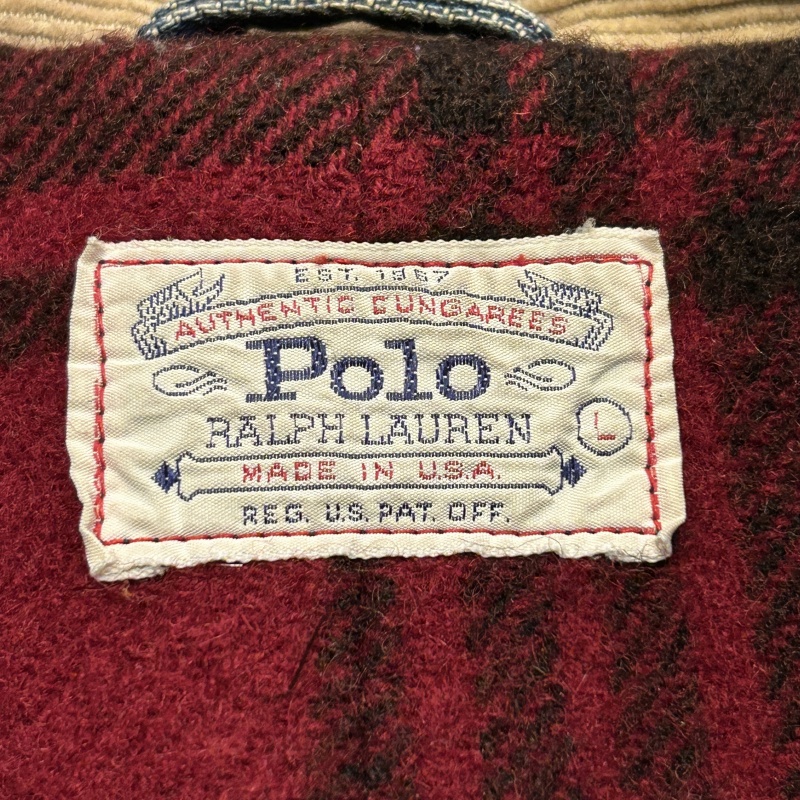 EST. 1967
AUTHENTIC DUNGAREES
Polo
RALPH LAUREN
L
MADE IN U.S.A.
REG. U.S. PAT. OFF.